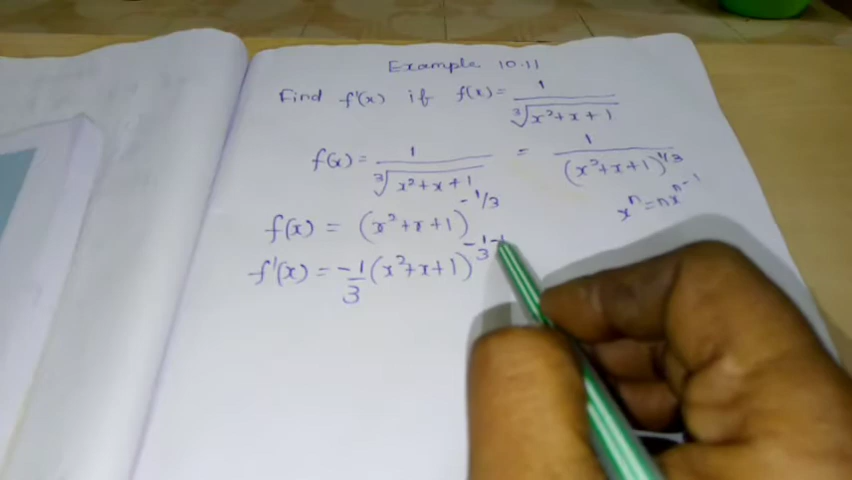 Example 10.11
Find f'(x) if f(x) = 1/∛(x²+x+1)
f(x) = 1/∛(x²+x+1) = 1/(x²+x+1)^1/3
xⁿ = nxⁿ⁻¹
f(x) = (x²+x+1)^-1/3
f'(x) = -1/3 (x²+x+1)^-1/3-1